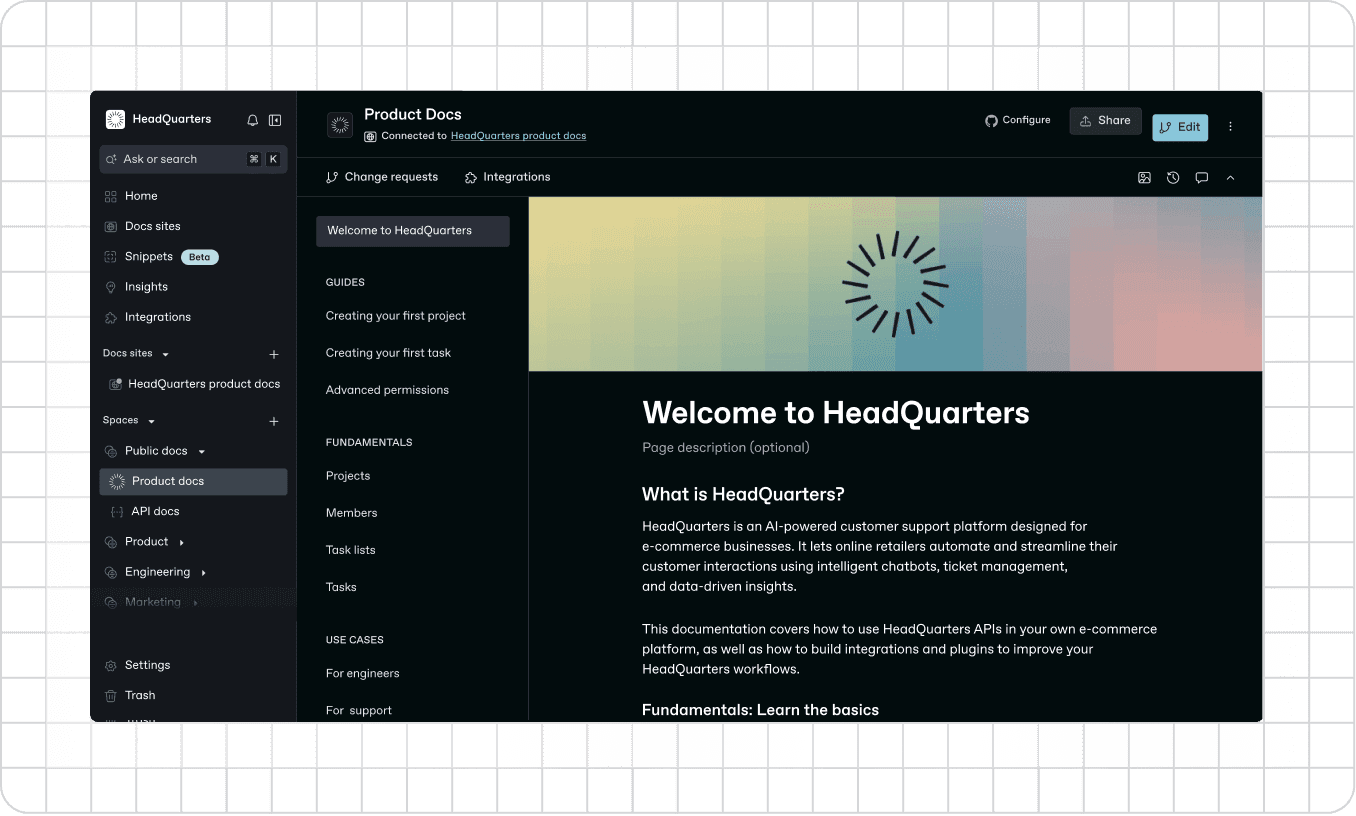 HeadQuarters
Ask or search ⌘ K
Home
Docs sites
Snippets Beta
Insights
Integrations
Docs sites
HeadQuarters product docs
Spaces
Public docs
Product docs
API docs
Product
Engineering
Marketing
Settings
Trash
Trash
Product Docs
Connected to HeadQuarters product docs
Configure
Share
Edit
Change requests
Integrations
Welcome to HeadQuarters
GUIDES
Creating your first project
Creating your first task
Advanced permissions
FUNDAMENTALS
Projects
Members
Task lists
Tasks
USE CASES
For engineers
For support
Welcome to HeadQuarters
Page description (optional)
What is HeadQuarters?
HeadQuarters is an AI-powered customer support platform designed for
e-commerce businesses. It lets online retailers automate and streamline their
customer interactions using intelligent chatbots, ticket management,
and data-driven insights.
This documentation covers how to use HeadQuarters APIs in your own e-commerce
platform, as well as how to build integrations and plugins to improve your
HeadQuarters workflows.
Fundamentals: Learn the basics